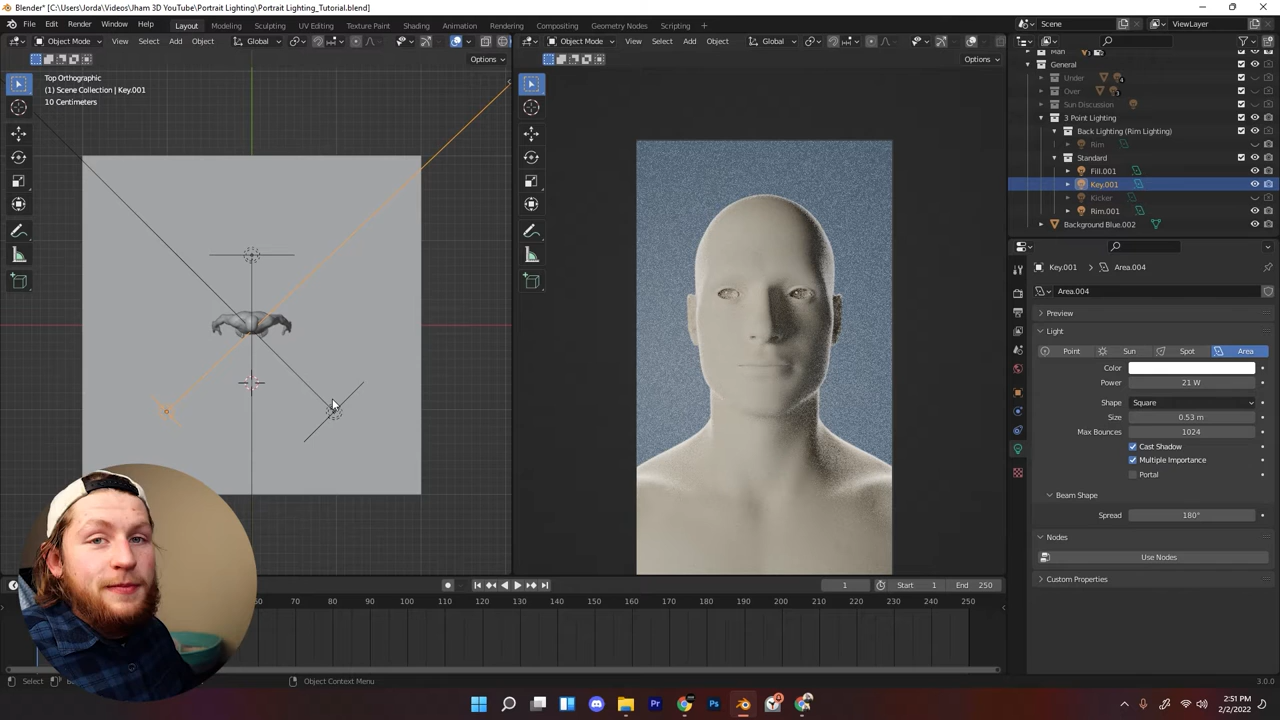 Blender* [C:\Users\Jorda\Videos\Jham 3D YouTube\Portrait Lighting\Portrait Lighting_Tutorial.blend]
File Edit Render Window Help Layout Modeling Sculpting UV Editing Texture Paint Shading Animation Rendering Compositing Geometry Nodes Scripting Scene ViewLayer
Object Mode View Select Add Object Global
Object Mode View Select Add Object Global
Options
Options
Top Orthographic
(1) Scene Collection | Key.001
10 Centimeters
Man
General
Under 4
Over 3
Sun Discussion
3 Point Lighting
Back Lighting (Rim Lighting)
Rim
Standard
Fill.001
Key.001
Kicker
Rim.001
Background Blue.002
Key.001 > Area.004
Area.004
Preview
Light
Point Sun Spot Area
Color
Power 21 W
Shape Square
Size 0.53 m
Max Bounces 1024
Cast Shadow
Multiple Importance
Portal
Beam Shape
Spread 180°
Nodes
Use Nodes
Custom Properties
1 Start 1 End 250
60 70 80 90 100 110 120 130 140 150 160 170 180 190 200 210 220 230 240 250
Select Object Context Menu 3.0.0
2:51 PM
2/2/2022